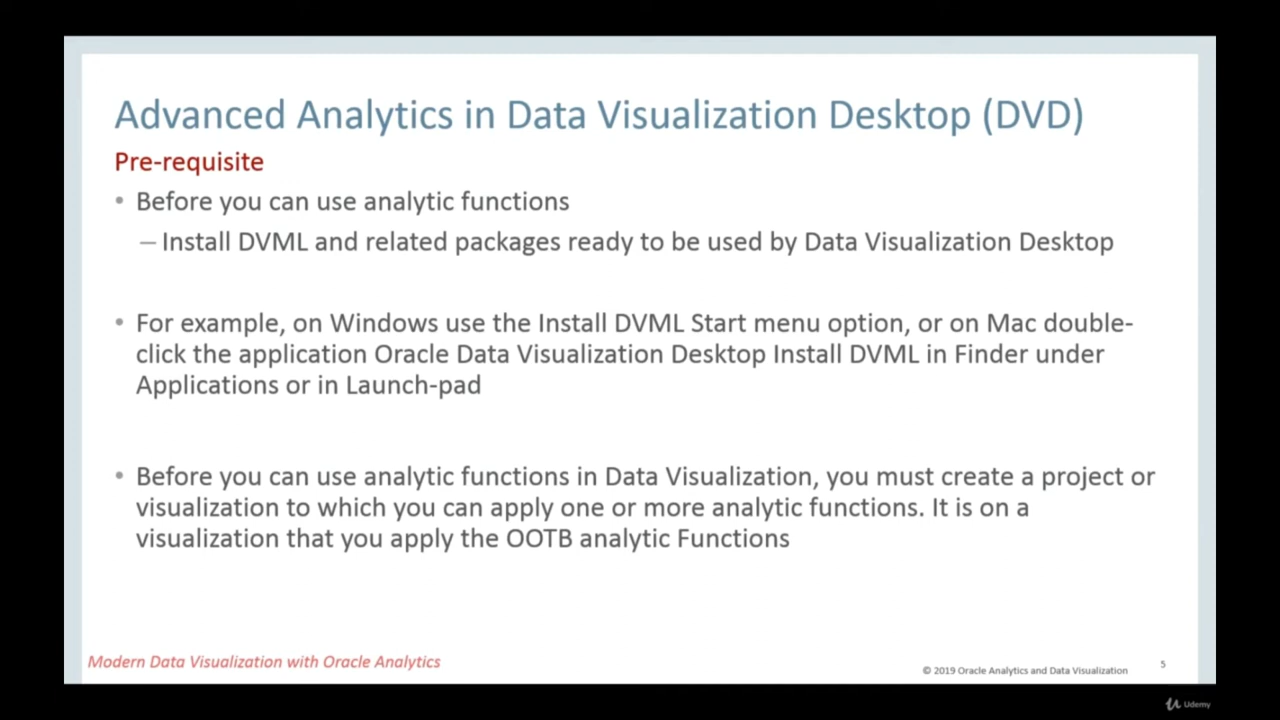 Advanced Analytics in Data Visualization Desktop (DVD)
Pre-requisite
• Before you can use analytic functions
– Install DVML and related packages ready to be used by Data Visualization Desktop
• For example, on Windows use the Install DVML Start menu option, or on Mac double-
click the application Oracle Data Visualization Desktop Install DVML in Finder under
Applications or in Launch-pad
• Before you can use analytic functions in Data Visualization, you must create a project or
visualization to which you can apply one or more analytic functions. It is on a
visualization that you apply the OOTB analytic Functions
Modern Data Visualization with Oracle Analytics
© 2019 Oracle Analytics and Data Visualization
5
Udemy